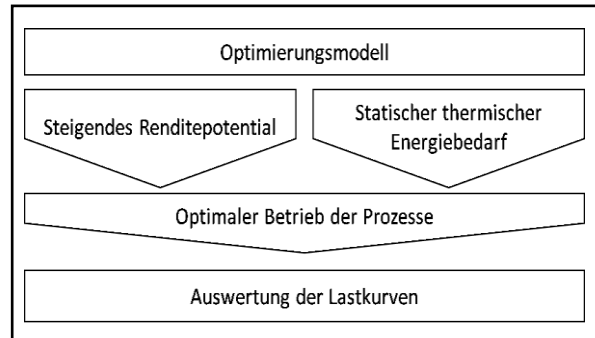 Optimierungsmodell
Steigendes Renditepotential
Statischer thermischer
Energiebedarf
Optimaler Betrieb der Prozesse
Auswertung der Lastkurven